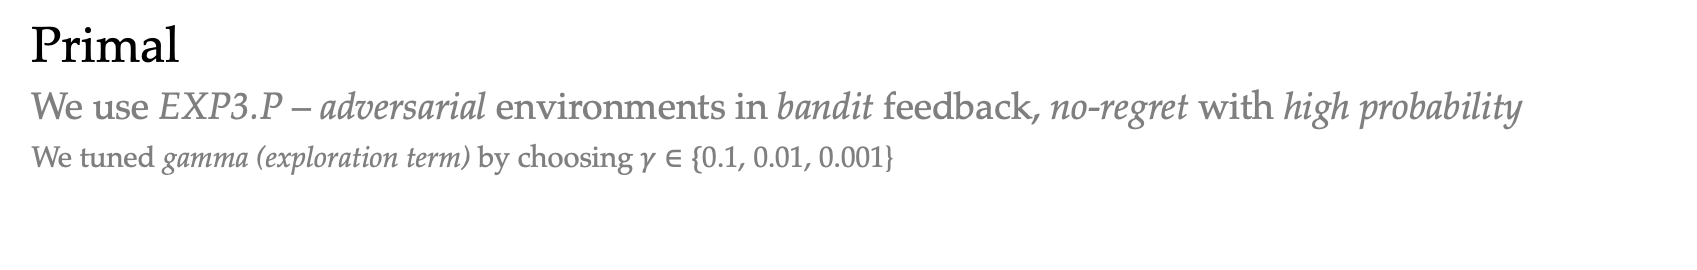 Primal
We use EXP3.P – adversarial environments in bandit feedback, no-regret with high probability
We tuned gamma (exploration term) by choosing γ ∈ {0.1, 0.01, 0.001}